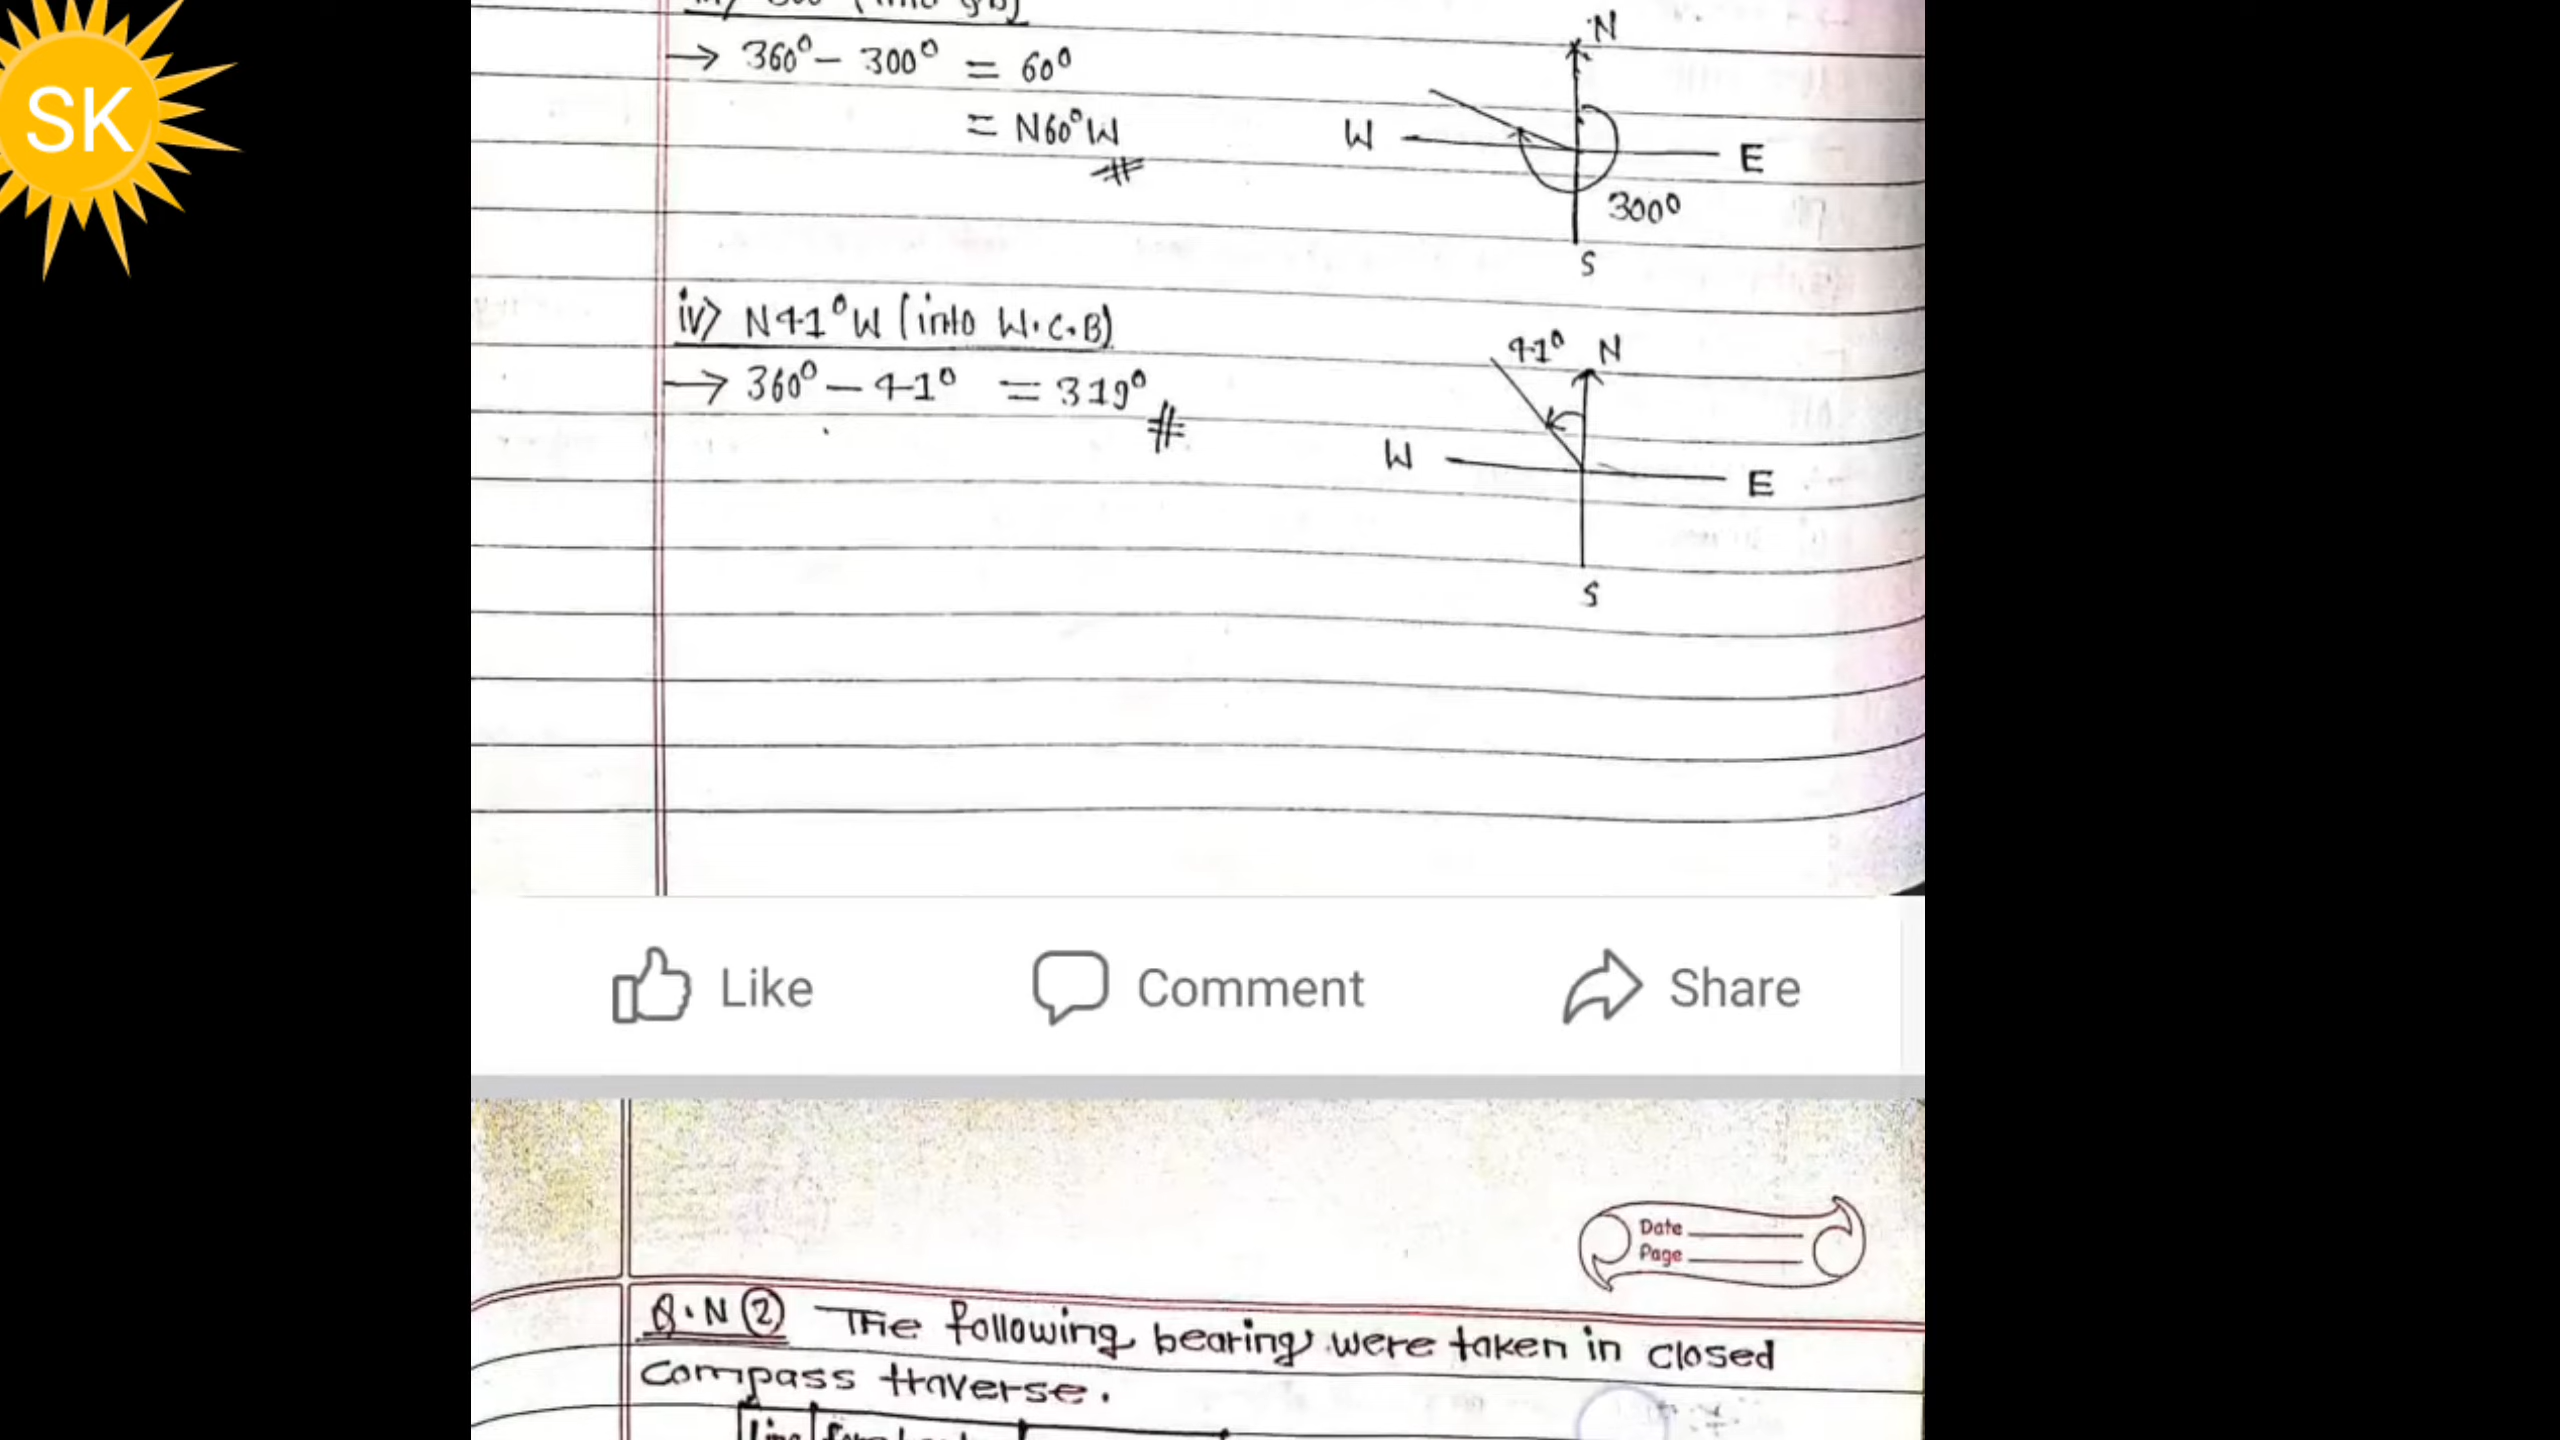 SK
→ 360° - 300° = 60°
= N60°W
N
W
E
300°
S
iv) N41°W (into W.C.B)
→ 360° - 41° = 319°
41° N
W
E
S
Like
Comment
Share
Date
Page
Q.N (2) The following bearing were taken in closed
compass traverse.